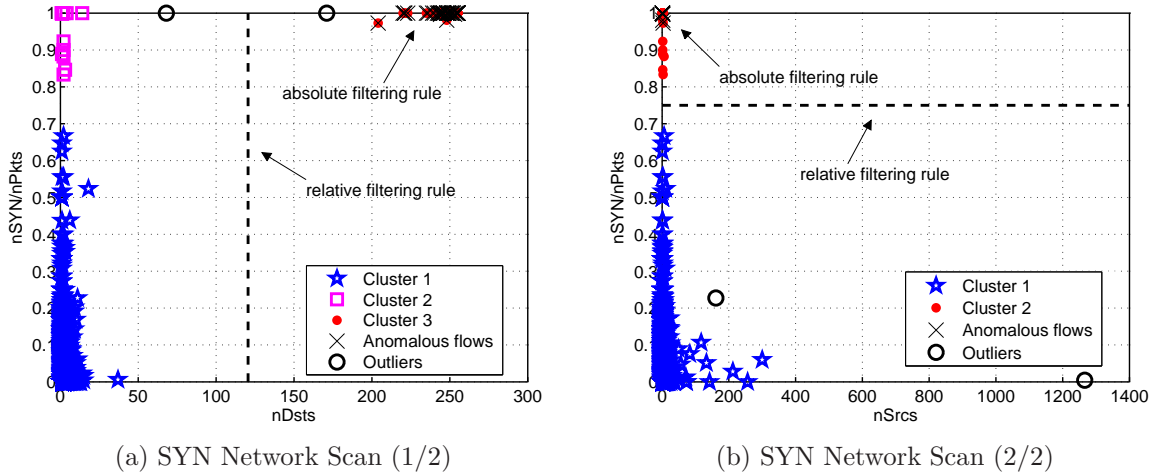 1
0.9
0.8
0.7
0.6
0.5
0.4
0.3
0.2
0.1
0
nSYN/nPkts
absolute filtering rule
relative filtering rule
Cluster 1
Cluster 2
Cluster 3
Anomalous flows
Outliers
0 50 100 150 200 250 300
nDsts
(a) SYN Network Scan (1/2)
1
0.9
0.8
0.7
0.6
0.5
0.4
0.3
0.2
0.1
0
nSYN/nPkts
absolute filtering rule
relative filtering rule
Cluster 1
Cluster 2
Anomalous flows
Outliers
0 200 400 600 800 1000 1200 1400
nSrcs
(b) SYN Network Scan (2/2)